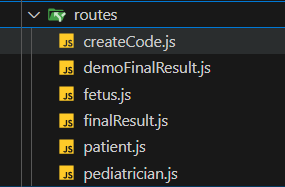 routes
JS createCode.js
JS demoFinalResult.js
JS fetus.js
JS finalResult.js
JS patient.js
JS pediatrician.js